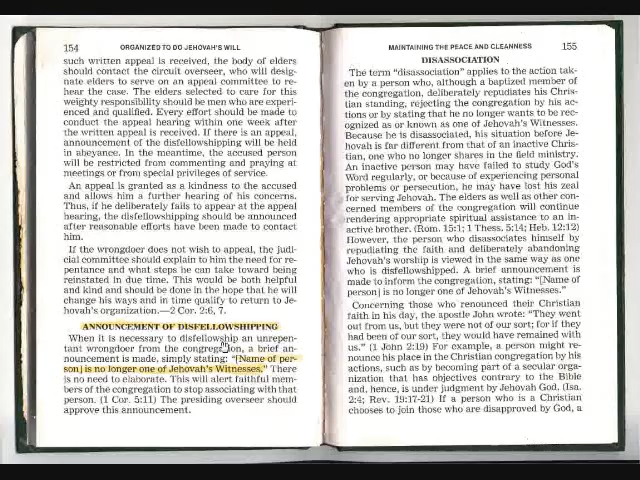 154 ORGANIZED TO DO JEHOVAH'S WILL
such written appeal is received, the body of elders
should contact the circuit overseer, who will desig-
nate elders to serve on an appeal committee to re-
hear the case. The elders selected to care for this
weighty responsibility should be men who are experi-
enced and qualified. Every effort should be made to
conduct the appeal hearing within one week after
the written appeal is received. If there is an appeal,
announcement of the disfellowshipping will be held
in abeyance. In the meantime, the accused person
will be restricted from commenting and praying at
meetings or from special privileges of service.
An appeal is granted as a kindness to the accused
and allows him a further hearing of his concerns.
Thus, if he deliberately fails to appear at the appeal
hearing, the disfellowshipping should be announced
after reasonable efforts have been made to contact
him.
If the wrongdoer does not wish to appeal, the judi-
cial committee should explain to him the need for re-
pentance and what steps he can take toward being
reinstated in due time. This would be both helpful
and kind and should be done in the hope that he will
change his ways and in time qualify to return to Je-
hovah's organization.—2 Cor. 2:6, 7.
ANNOUNCEMENT OF DISFELLOWSHIPPING
When it is necessary to disfellowship an unrepen-
tant wrongdoer from the congregation, a brief an-
nouncement is made, simply stating: "[Name of per-
son] is no longer one of Jehovah's Witnesses." There
is no need to elaborate. This will alert faithful mem-
bers of the congregation to stop associating with that
person. (1 Cor. 5:11) The presiding overseer should
approve this announcement.
MAINTAINING THE PEACE AND CLEANNESS 155
DISASSOCIATION
The term "disassociation" applies to the action tak-
en by a person who, although a baptized member of
the congregation, deliberately repudiates his Chris-
tian standing, rejecting the congregation by his ac-
tions or by stating that he no longer wants to be rec-
ognized as or known as one of Jehovah's Witnesses.
Because he is disassociated, his situation before Je-
hovah is far different from that of an inactive Chris-
tian, one who no longer shares in the field ministry.
An inactive person may have failed to study God's
Word regularly, or because of experiencing personal
problems or persecution, he may have lost his zeal
for serving Jehovah. The elders as well as other con-
cerned members of the congregation will continue
rendering appropriate spiritual assistance to an in-
active brother. (Rom. 15:1; 1 Thess. 5:14; Heb. 12:12)
However, the person who disassociates himself by
repudiating the faith and deliberately abandoning
Jehovah's worship is viewed in the same way as one
who is disfellowshipped. A brief announcement is
made to inform the congregation, stating: "[Name of
person] is no longer one of Jehovah's Witnesses."
Concerning those who renounced their Christian
faith in his day, the apostle John wrote: "They went
out from us, but they were not of our sort; for if they
had been of our sort, they would have remained with
us." (1 John 2:19) For example, a person might re-
nounce his place in the Christian congregation by his
actions, such as by becoming part of a secular orga-
nization that has objectives contrary to the Bible
and, hence, is under judgment by Jehovah God. (Isa.
2:4; Rev. 19:17-21) If a person who is a Christian
chooses to join those who are disapproved by God, a